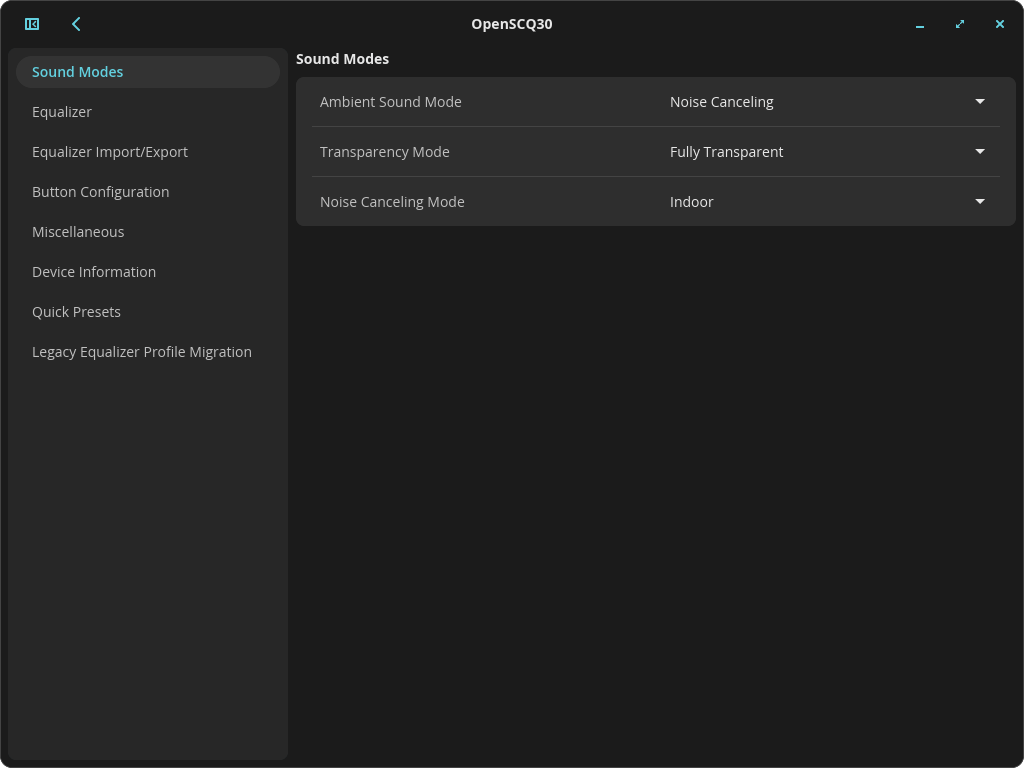 OpenSCQ30
Sound Modes
Equalizer
Equalizer Import/Export
Button Configuration
Miscellaneous
Device Information
Quick Presets
Legacy Equalizer Profile Migration
Sound Modes
Ambient Sound Mode Noise Canceling
Transparency Mode Fully Transparent
Noise Canceling Mode Indoor